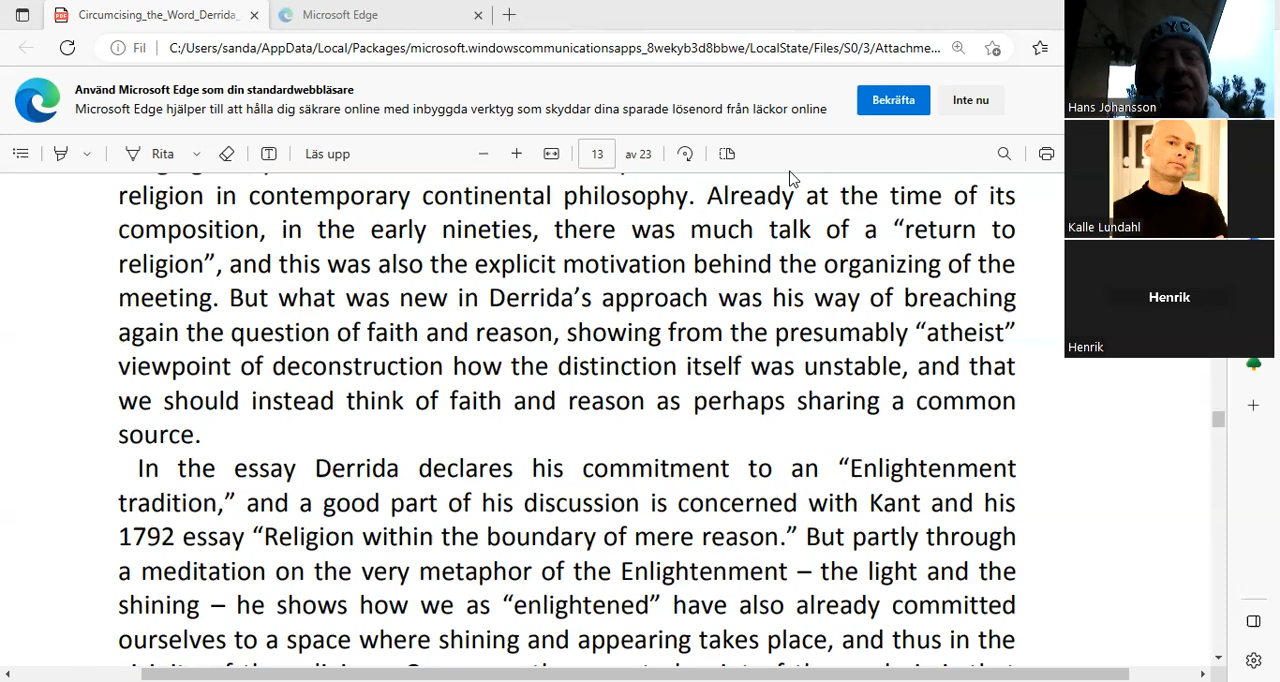 Circumcising_the_Word_Derrida_
Microsoft Edge
Fil
C:/Users/sanda/AppData/Local/Packages/microsoft.windowscommunicationsapps_8wekyb3d8bbwe/LocalState/Files/S0/3/Attachme...
Använd Microsoft Edge som din standardwebbläsare
Microsoft Edge hjälper till att hålla dig säkrare online med inbyggda verktyg som skyddar dina sparade lösenord från läckor online
Bekräfta
Inte nu
Rita
Läs upp
13
av 23
religion in contemporary continental philosophy. Already at the time of its
composition, in the early nineties, there was much talk of a “return to
religion”, and this was also the explicit motivation behind the organizing of the
meeting. But what was new in Derrida’s approach was his way of breaching
again the question of faith and reason, showing from the presumably “atheist”
viewpoint of deconstruction how the distinction itself was unstable, and that
we should instead think of faith and reason as perhaps sharing a common
source.
In the essay Derrida declares his commitment to an “Enlightenment
tradition,” and a good part of his discussion is concerned with Kant and his
1792 essay “Religion within the boundary of mere reason.” But partly through
a meditation on the very metaphor of the Enlightenment – the light and the
shining – he shows how we as “enlightened” have also already committed
ourselves to a space where shining and appearing takes place, and thus in the
NYC
Hans Johansson
Kalle Lundahl
Henrik
Henrik